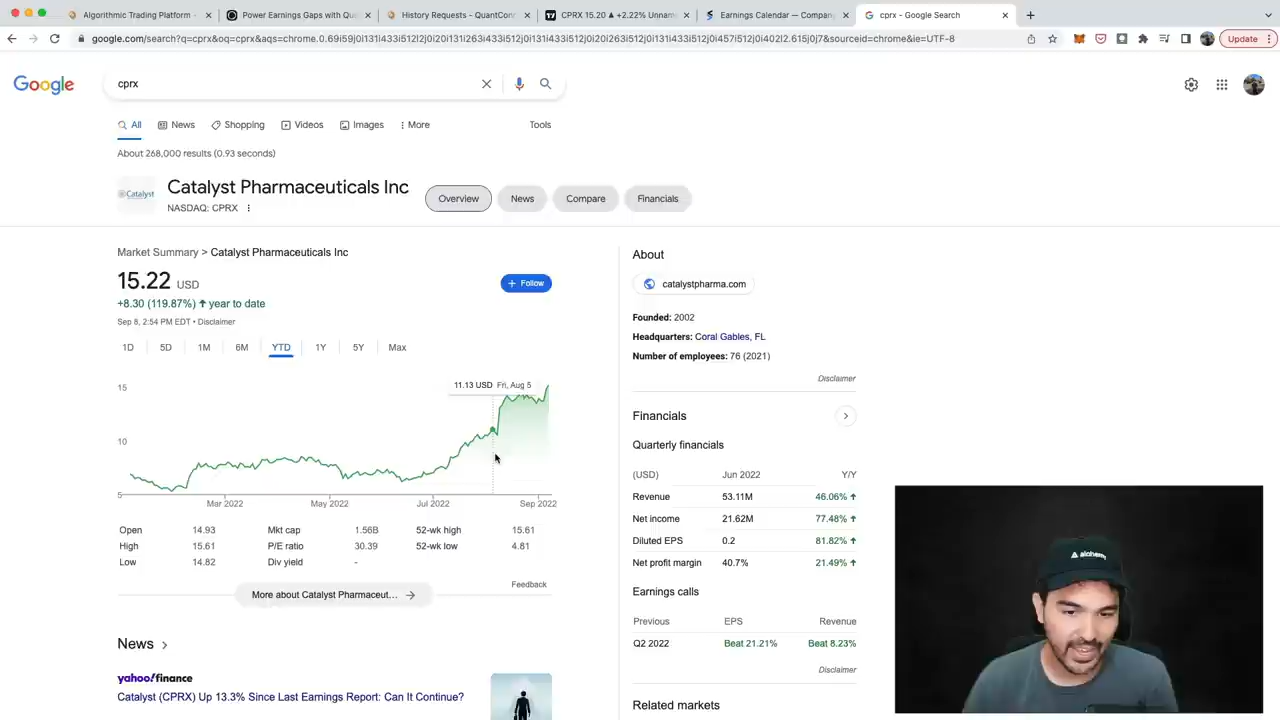 Algorithmic Trading Platform -
Power Earnings Gaps with Qu
History Requests - QuantConn
CPRX 15.20 ▲ +2.22% Unnam
Earnings Calendar — Compan
cprx - Google Search
google.com/search?q=cprx&oq=cprx&aqs=chrome.0.69i59j0i131i433i512l2j0i20i131i263i512j0i131i433i512j0i457i512j0i402l2.615j0j7&sourceid=chrome&ie=UTF-8
Update
Google
cprx
All
News
Shopping
Videos
Images
More
Tools
About 268,000 results (0.93 seconds)
Catalyst
Catalyst Pharmaceuticals Inc
NASDAQ: CPRX
Overview
News
Compare
Financials
Market Summary > Catalyst Pharmaceuticals Inc
15.22 USD
+8.30 (119.87%) ↑ year to date
Sep 8, 2:54 PM EDT • Disclaimer
+ Follow
1D
5D
1M
6M
YTD
1Y
5Y
Max
11.13 USD Fri, Aug 5
15
10
5
Mar 2022
May 2022
Jul 2022
Sep 2022
Open 14.93 Mkt cap 1.56B 52-wk high 15.61
High 15.61 P/E ratio 30.39 52-wk low 4.81
Low 14.82 Div yield -
Feedback
More about Catalyst Pharmaceut... →
News >
yahoo!finance
Catalyst (CPRX) Up 13.3% Since Last Earnings Report: Can It Continue?
About
catalystpharma.com
Founded: 2002
Headquarters: Coral Gables, FL
Number of employees: 76 (2021)
Disclaimer
Financials
Quarterly financials
(USD) Jun 2022 Y/Y
Revenue 53.11M 46.06% ↑
Net income 21.62M 77.48% ↑
Diluted EPS 0.2 81.82% ↑
Net profit margin 40.7% 21.49% ↑
Earnings calls
Previous EPS Revenue
Q2 2022 Beat 21.21% Beat 8.23%
Disclaimer
Related markets
alchemy